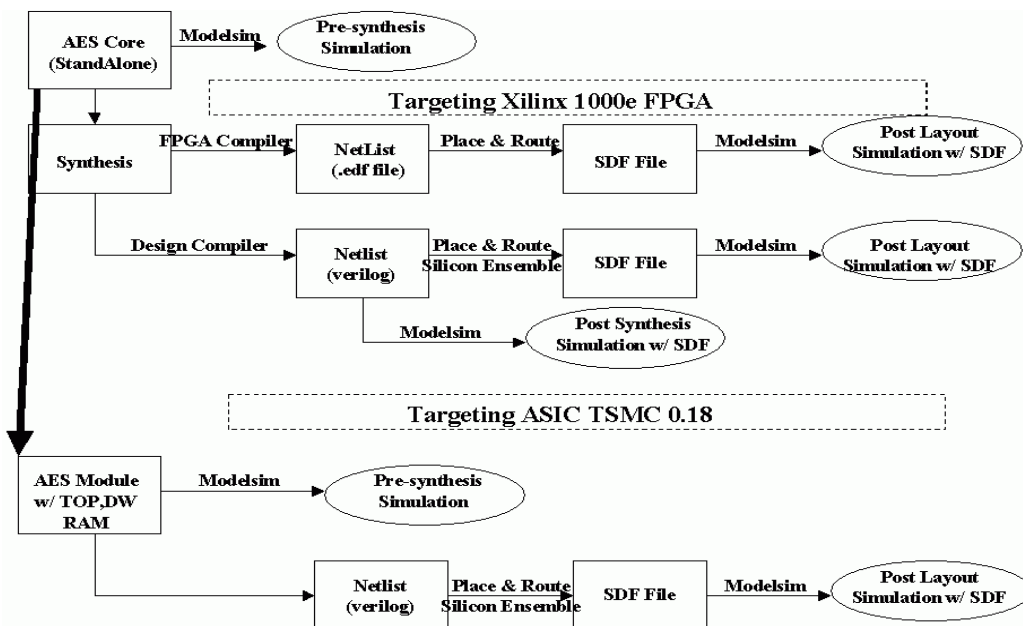 AES Core
(StandAlone)
Modelsim
Pre-synthesis
Simulation
Targeting Xilinx 1000e FPGA
Synthesis
FPGA Compiler
NetList
(.edf file)
Place & Route
SDF File
Modelsim
Post Layout
Simulation w/ SDF
Design Compiler
Netlist
(verilog)
Place & Route
Silicon Ensemble
SDF File
Modelsim
Post Layout
Simulation w/ SDF
Modelsim
Post Synthesis
Simulation w/ SDF
Targeting ASIC TSMC 0.18
AES Module
w/ TOP,DW
RAM
Modelsim
Pre-synthesis
Simulation
Netlist
(verilog)
Place & Route
Silicon Ensemble
SDF File
Modelsim
Post Layout
Simulation w/ SDF